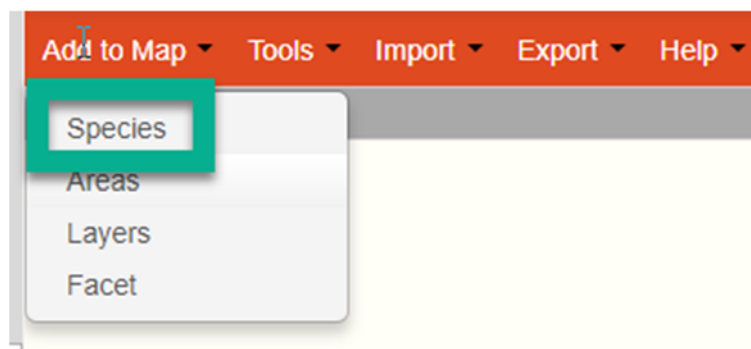 Add to Map Tools Import Export Help
Species
Areas
Layers
Facet